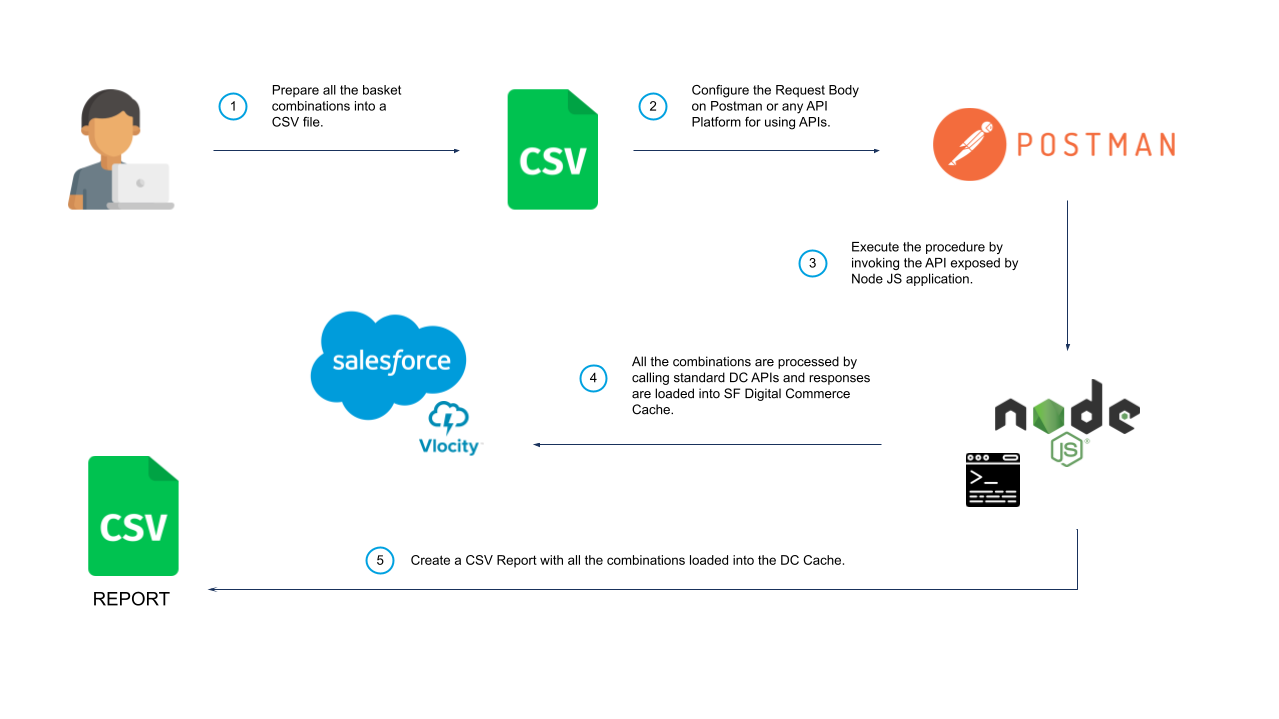 1
Prepare all the basket
combinations into a
CSV file.
CSV
2
Configure the Request Body
on Postman or any API
Platform for using APIs.
POSTMAN
3
Execute the procedure by
invoking the API exposed by
Node JS application.
salesforce
Vlocity
4
All the combinations are processed by
calling standard DC APIs and responses
are loaded into SF Digital Commerce
Cache.
node
JS
®
>_
CSV
REPORT
5
Create a CSV Report with all the combinations loaded into the DC Cache.